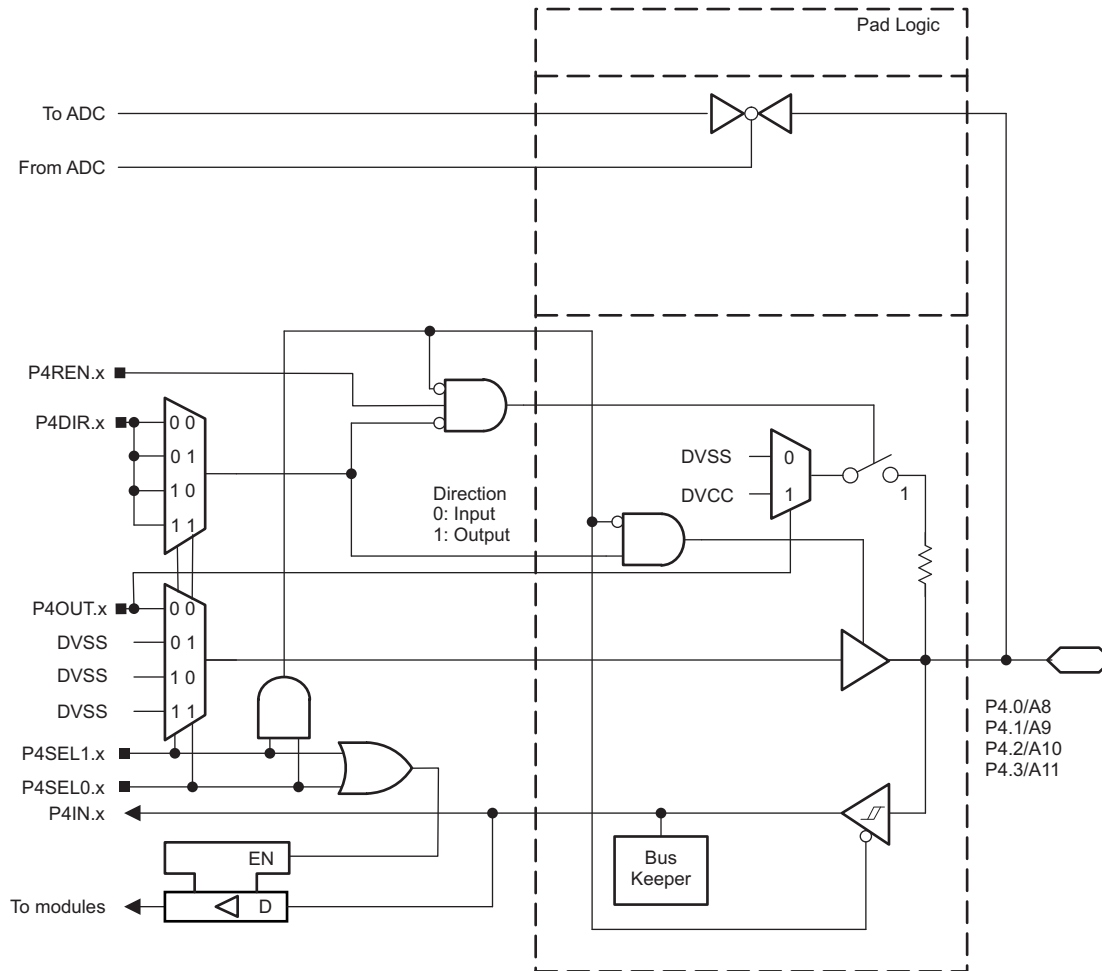 Pad Logic
To ADC
From ADC
P4REN.x
P4DIR.x
0 0
0 1
1 0
1 1
Direction
0: Input
1: Output
DVSS
0
DVCC
1
1
P4OUT.x
0 0
DVSS
0 1
DVSS
1 0
DVSS
1 1
P4.0/A8
P4.1/A9
P4.2/A10
P4.3/A11
P4SEL1.x
P4SEL0.x
P4IN.x
Bus
Keeper
EN
To modules
D